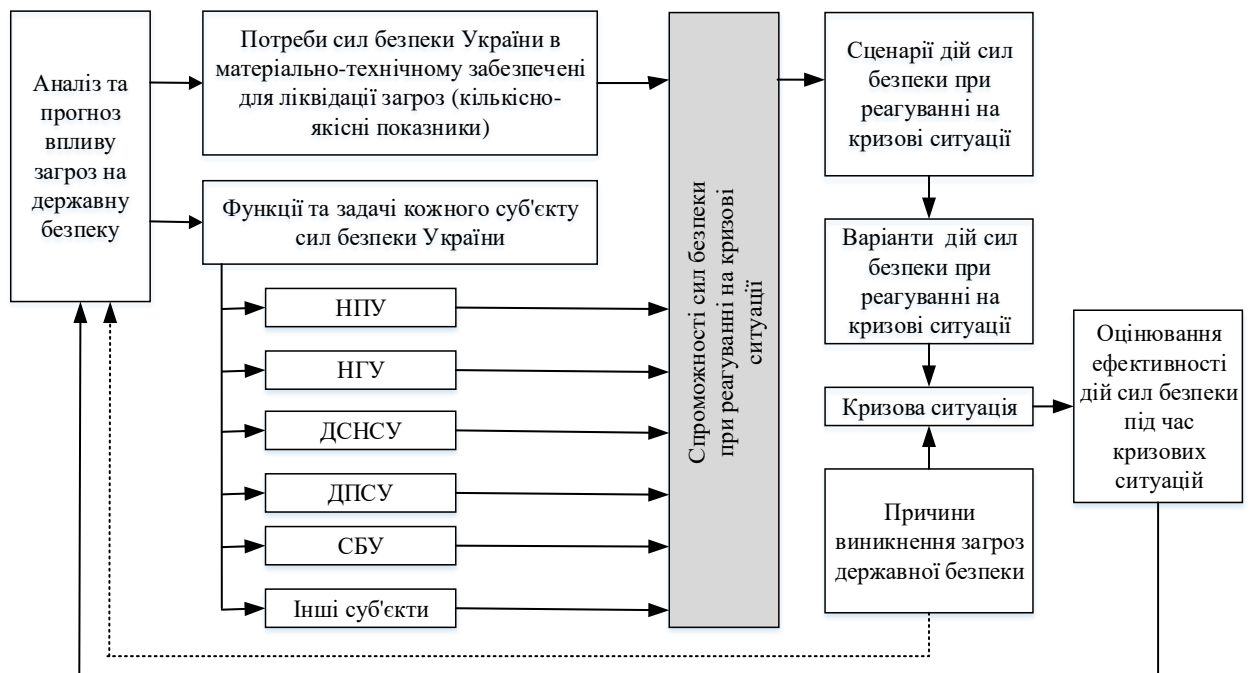 Аналіз та
прогноз
впливу
загроз на
державну
безпеку
Потреби сил безпеки України в
матеріально-технічному забезпечені
для ліквідації загроз (кількісно-
якісні показники)
Функції та задачі кожного суб'єкту
сил безпеки України
НПУ
НГУ
ДСНСУ
ДПСУ
СБУ
Інші суб'єкти
Спроможності сил безпеки
при реагуванні на кризові
ситуації
Сценарії дій сил
безпеки при
реагуванні на
кризові ситуації
Варіанти дій сил
безпеки при
реагуванні на
кризові ситуації
Кризова ситуація
Причини
виникнення загроз
державної безпеки
Оцінювання
ефективності
дій сил безпеки
під час
кризових
ситуацій